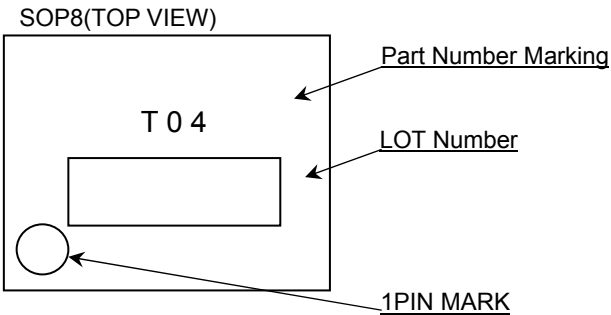 SOP8(TOP VIEW)
Part Number Marking
T 0 4
LOT Number
1PIN MARK